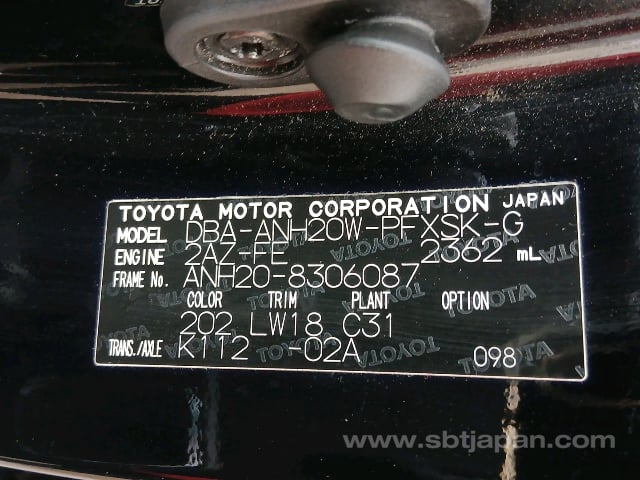 TOYOTA MOTOR CORPORATION JAPAN
MODEL DBA-ANH20W-PFXSK-G
ENGINE 2AZ-FE 2362 mL
FRAME No. ANH20-8306087
COLOR TRIM PLANT OPTION
202 LW18 C31
TRANS./AXLE K112 -02A 098
www.sbtjapan.com